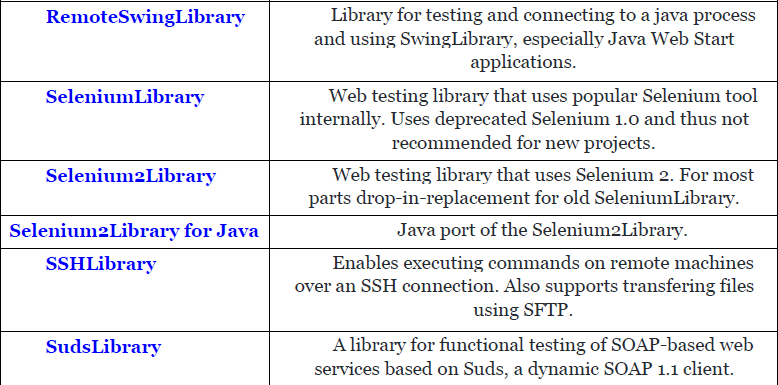 RemoteSwingLibrary
Library for testing and connecting to a java process
and using SwingLibrary, especially Java Web Start
applications.
SeleniumLibrary
Web testing library that uses popular Selenium tool
internally. Uses deprecated Selenium 1.0 and thus not
recommended for new projects.
Selenium2Library
Web testing library that uses Selenium 2. For most
parts drop-in-replacement for old SeleniumLibrary.
Selenium2Library for Java
Java port of the Selenium2Library.
SSHLibrary
Enables executing commands on remote machines
over an SSH connection. Also supports transfering files
using SFTP.
SudsLibrary
A library for functional testing of SOAP-based web
services based on Suds, a dynamic SOAP 1.1 client.